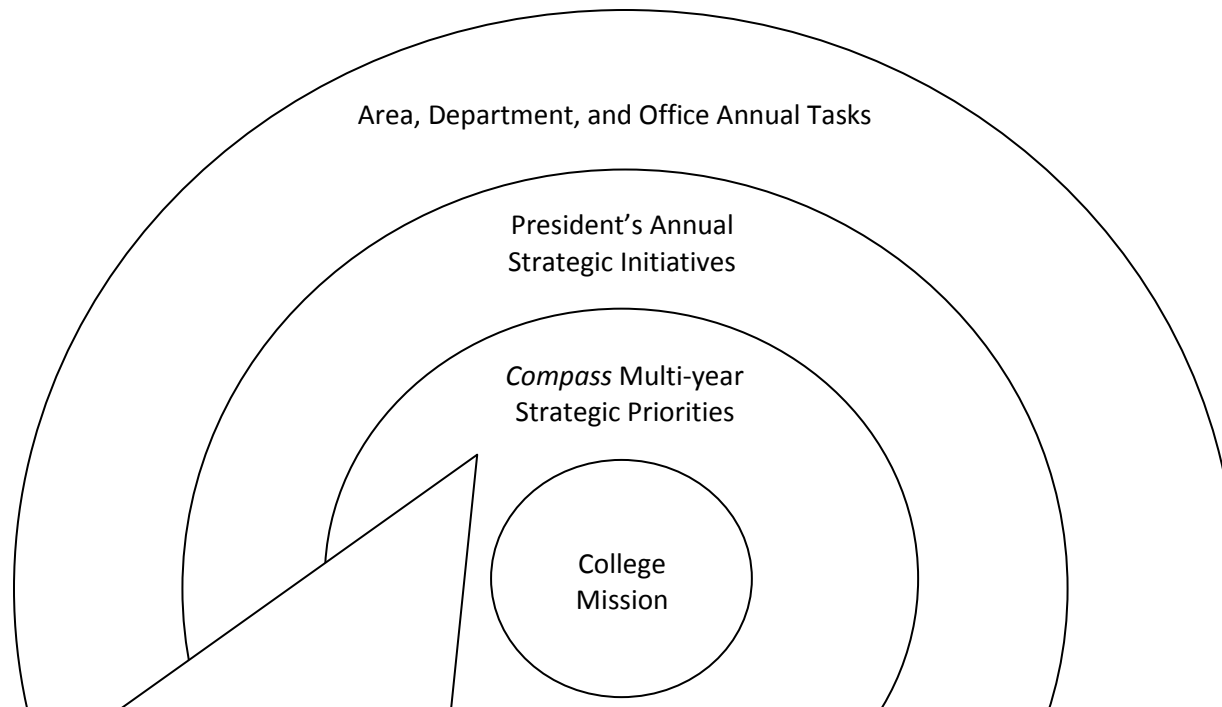 Area, Department, and Office Annual Tasks
President’s Annual
Strategic Initiatives
Compass Multi-year
Strategic Priorities
College
Mission